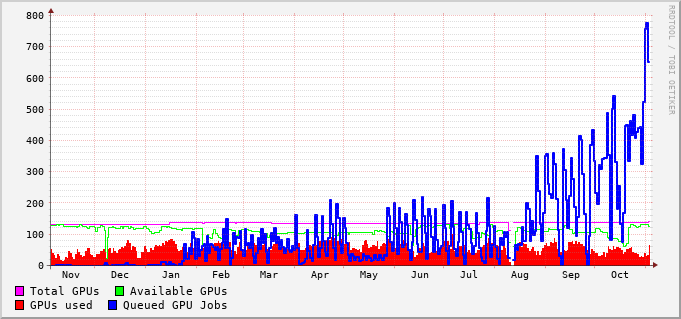 800
700
600
500
400
300
200
100
0
Nov Dec Jan Feb Mar Apr May Jun Jul Aug Sep Oct
Total GPUs Available GPUs
GPUs used Queued GPU Jobs
RRDTOOL / TOBI OETIKER